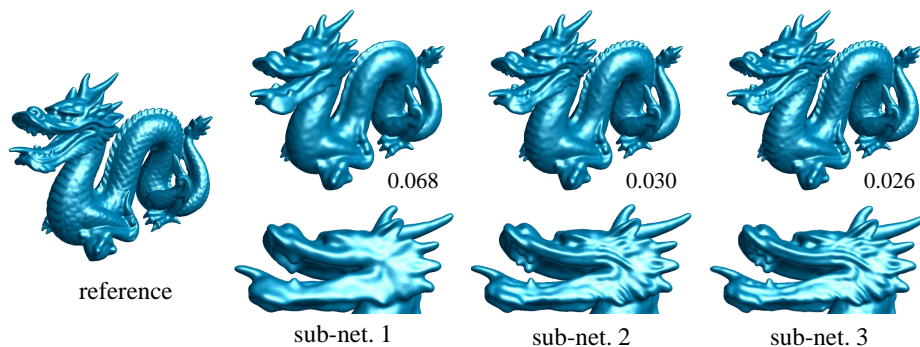 0.068
0.030
0.026
reference
sub-net. 1
sub-net. 2
sub-net. 3